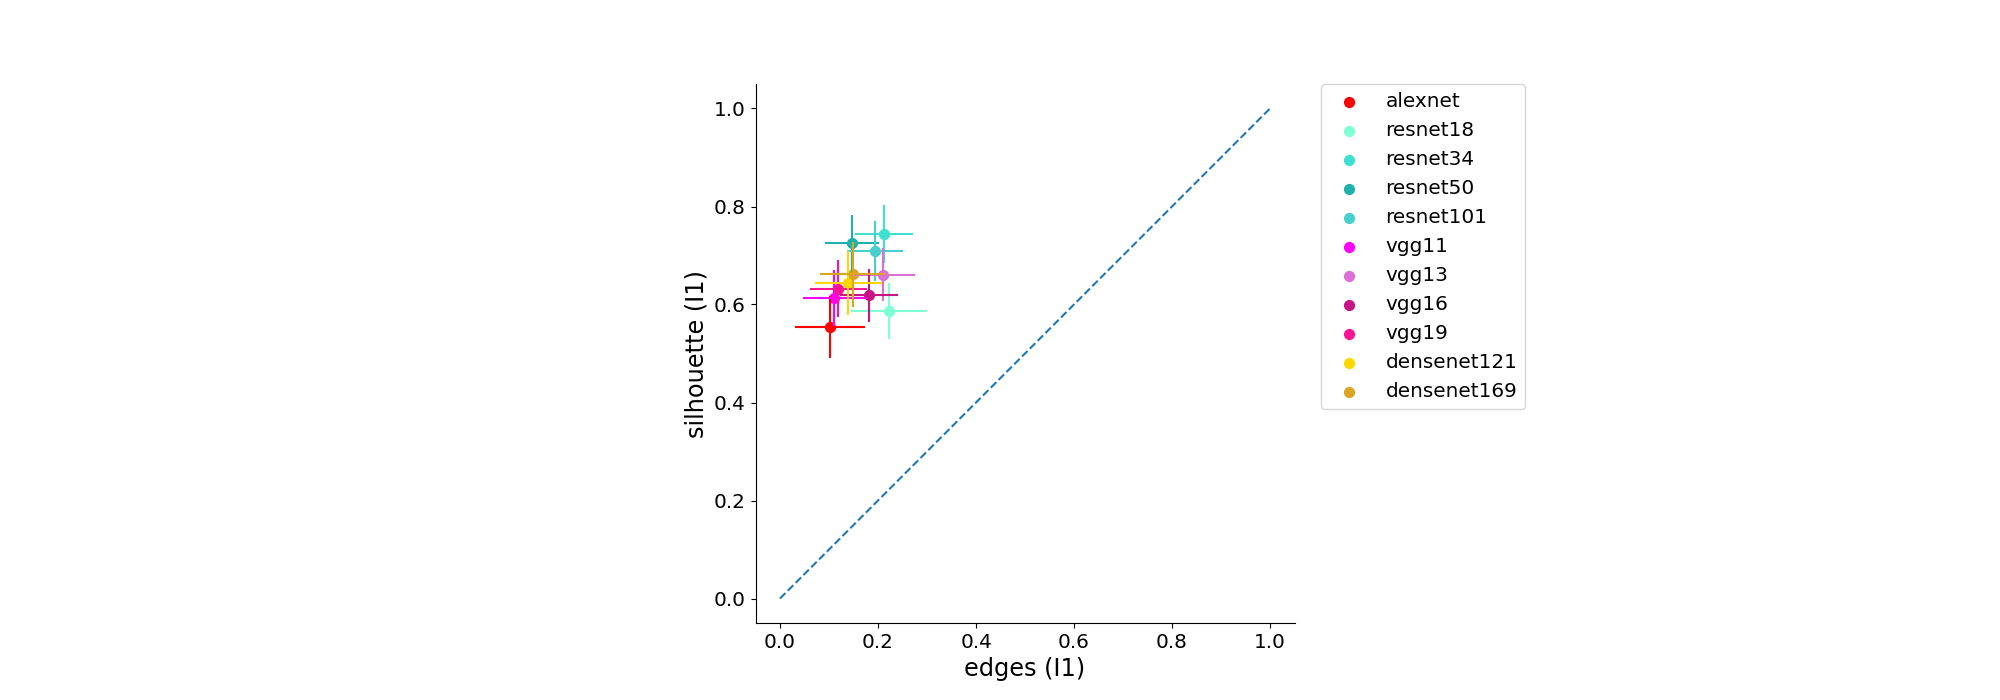 1.0
0.8
0.6
0.4
0.2
0.0
silhouette (I1)
0.0 0.2 0.4 0.6 0.8 1.0
edges (I1)
alexnet
resnet18
resnet34
resnet50
resnet101
vgg11
vgg13
vgg16
vgg19
densenet121
densenet169